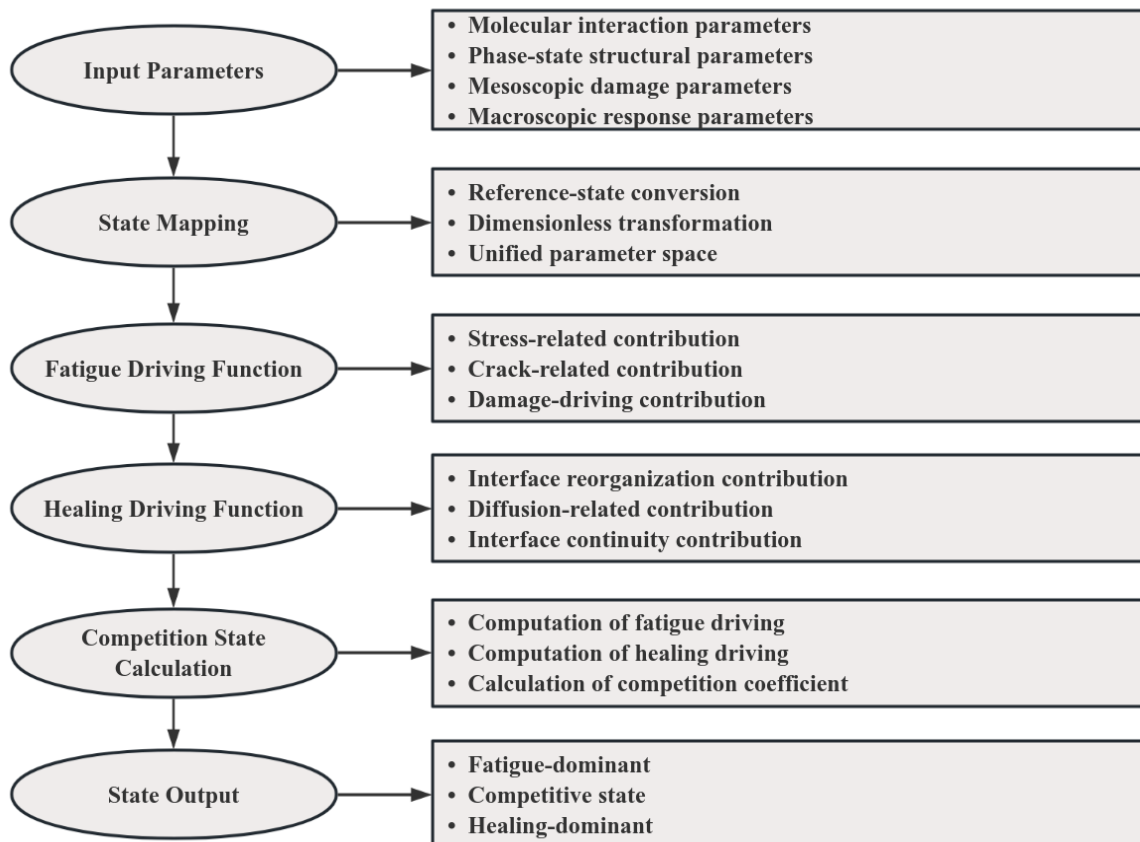 Input Parameters
• Molecular interaction parameters
• Phase-state structural parameters
• Mesoscopic damage parameters
• Macroscopic response parameters
State Mapping
• Reference-state conversion
• Dimensionless transformation
• Unified parameter space
Fatigue Driving Function
• Stress-related contribution
• Crack-related contribution
• Damage-driving contribution
Healing Driving Function
• Interface reorganization contribution
• Diffusion-related contribution
• Interface continuity contribution
Competition State
Calculation
• Computation of fatigue driving
• Computation of healing driving
• Calculation of competition coefficient
State Output
• Fatigue-dominant
• Competitive state
• Healing-dominant